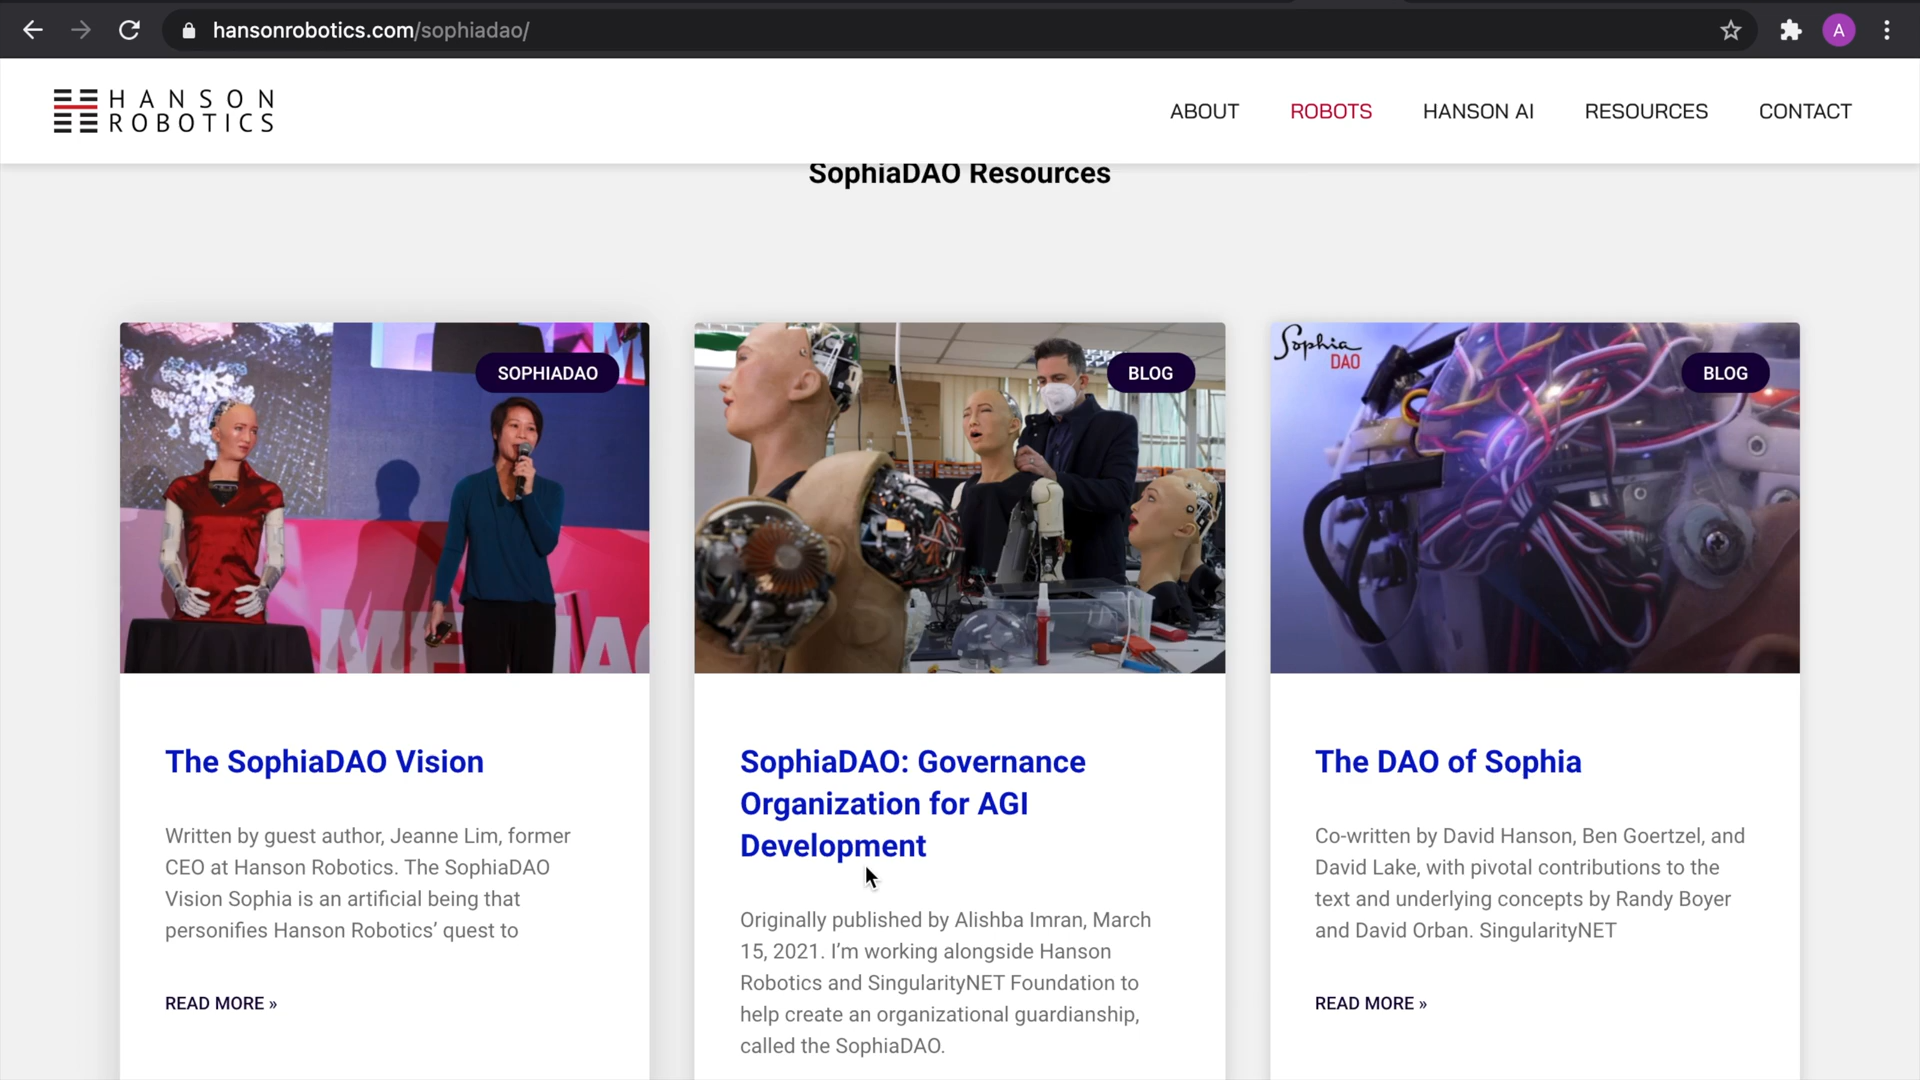 hansonrobotics.com/sophiadao/
A
HANSON
ROBOTICS
ABOUT
ROBOTS
HANSON AI
RESOURCES
CONTACT
SophiaDAO Resources
SOPHIADAO
BLOG
Sophia
DAO
BLOG
The SophiaDAO Vision
Written by guest author, Jeanne Lim, former
CEO at Hanson Robotics. The SophiaDAO
Vision Sophia is an artificial being that
personifies Hanson Robotics’ quest to
READ MORE »
SophiaDAO: Governance
Organization for AGI
Development
Originally published by Alishba Imran, March
15, 2021. I’m working alongside Hanson
Robotics and SingularityNET Foundation to
help create an organizational guardianship,
called the SophiaDAO.
The DAO of Sophia
Co-written by David Hanson, Ben Goertzel, and
David Lake, with pivotal contributions to the
text and underlying concepts by Randy Boyer
and David Orban. SingularityNET
READ MORE »